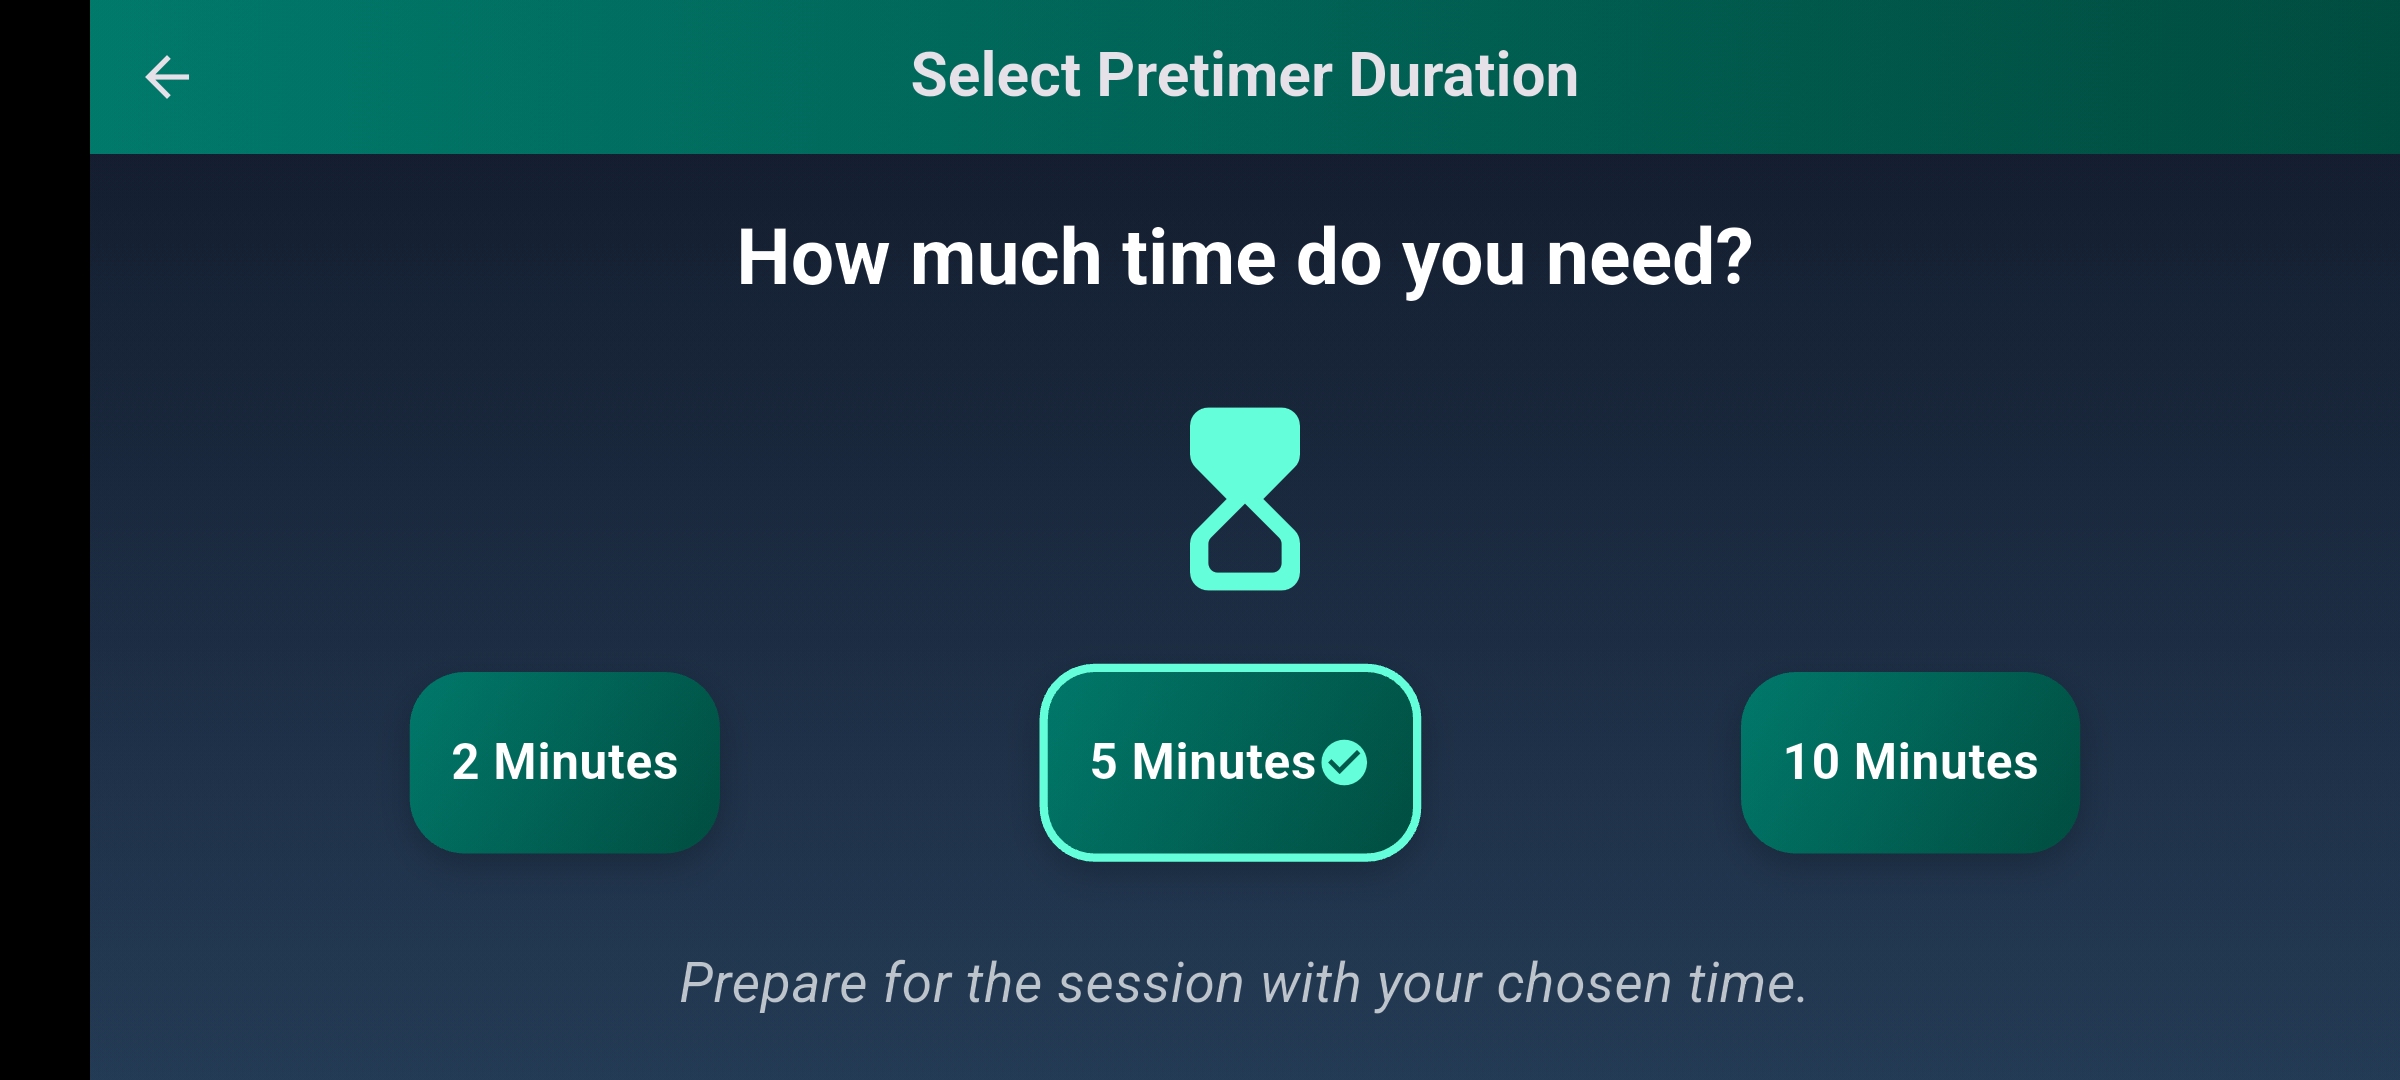 Select Pretimer Duration
How much time do you need?
2 Minutes
5 Minutes
10 Minutes
Prepare for the session with your chosen time.